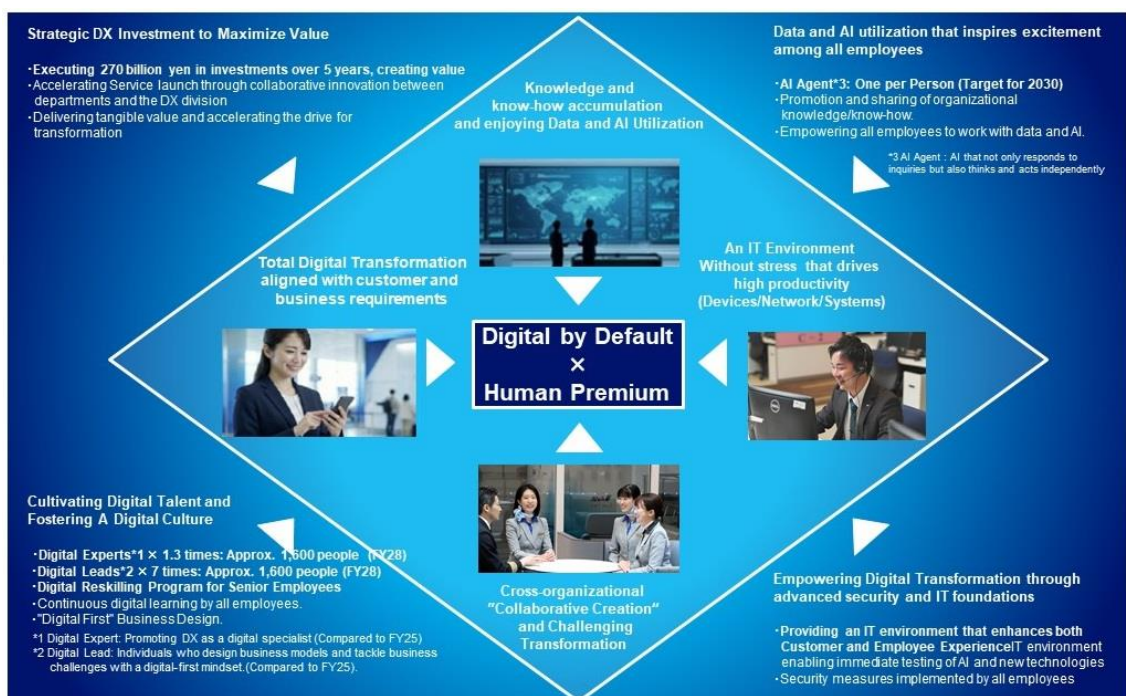 Strategic DX Investment to Maximize Value
・Executing 270 billion yen in investments over 5 years, creating value
・Accelerating Service launch through collaborative innovation between
departments and the DX division
・Delivering tangible value and accelerating the drive for
transformation
Knowledge and
know-how accumulation
and enjoying Data and AI Utilization
Data and AI utilization that inspires excitement
among all employees
・AI Agent*3: One per Person (Target for 2030)
・Promotion and sharing of organizational
knowledge/know-how.
・Empowering all employees to work with data and AI.
*3 AI Agent : AI that not only responds to
inquiries but also thinks and acts independently
Total Digital Transformation
aligned with customer and
business requirements
An IT Environment
Without stress that drives
high productivity
(Devices/Network/Systems)
Digital by Default
×
Human Premium
DELL
Cultivating Digital Talent and
Fostering A Digital Culture
・Digital Experts*1 × 1.3 times: Approx. 1,600 people (FY28)
・Digital Leads*2 × 7 times: Approx. 1,600 people (FY28)
・Digital Reskilling Program for Senior Employees
・Continuous digital learning by all employees.
・"Digital First" Business Design.
*1 Digital Expert: Promoting DX as a digital specialist (Compared to FY25)
*2 Digital Lead: Individuals who design business models and tackle business
challenges with a digital-first mindset.(Compared to FY25).
Cross-organizational
"Collaborative Creation"
and Challenging
Transformation
Empowering Digital Transformation through
advanced security and IT foundations
・Providing an IT environment that enhances both
Customer and Employee ExperienceIT environment
enabling immediate testing of AI and new technologies
・Security measures implemented by all employees